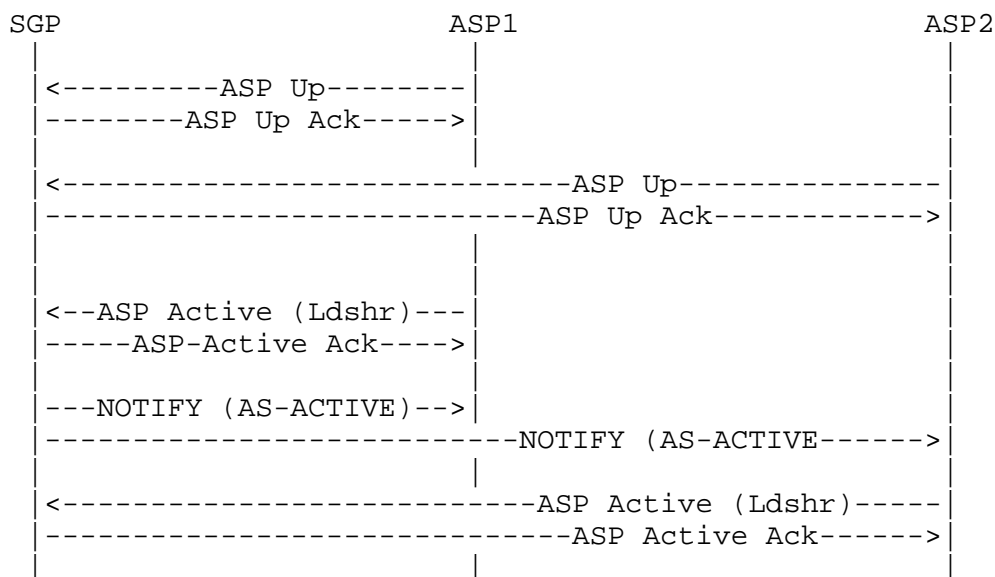 SGP ASP1 ASP2
<---------ASP Up--------
--------ASP Up Ack----->
<-----------------------------ASP Up---------------
----------------------------ASP Up Ack------------>
<--ASP Active (Ldshr)---
-----ASP-Active Ack---->
---NOTIFY (AS-ACTIVE)-->
---------------------------NOTIFY (AS-ACTIVE------>
<---------------------------ASP Active (Ldshr)-----
------------------------------ASP Active Ack------>